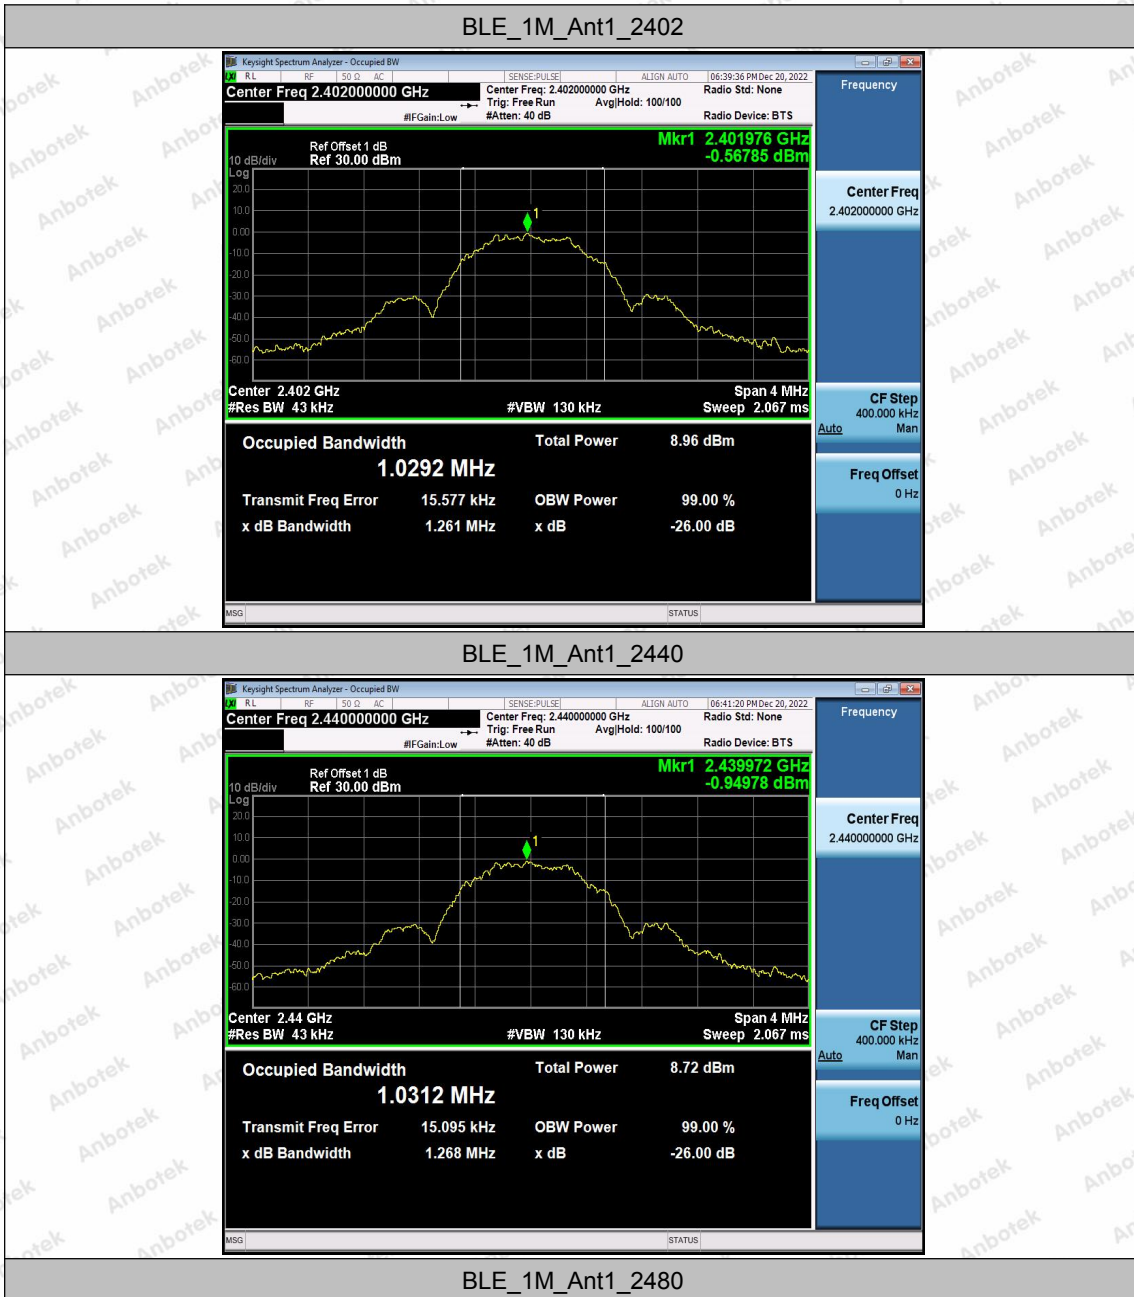 BLE_1M_Ant1_2402
Keysight Spectrum Analyzer - Occupied BW
RL RF 50 Ω AC SENSE:PULSE ALIGN AUTO 06:39:36 PM Dec 20, 2022
Center Freq 2.402000000 GHz
Center Freq: 2.402000000 GHz Radio Std: None
Trig: Free Run Avg|Hold: 100/100
#IFGain:Low #Atten: 40 dB Radio Device: BTS
Frequency
Mkr1 2.401976 GHz
-0.56785 dBm
Ref Offset 1 dB
10 dB/div Ref 30.00 dBm
Log
20.0
10.0
0.00
-10.0
-20.0
-30.0
-40.0
-50.0
-60.0
1
Center Freq
2.402000000 GHz
Center 2.402 GHz Span 4 MHz
#Res BW 43 kHz #VBW 130 kHz Sweep 2.067 ms
CF Step
400.000 kHz
Auto Man
Freq Offset
0 Hz
Occupied Bandwidth Total Power 8.96 dBm
1.0292 MHz
Transmit Freq Error 15.577 kHz OBW Power 99.00 %
x dB Bandwidth 1.261 MHz x dB -26.00 dB
MSG STATUS
BLE_1M_Ant1_2440
Keysight Spectrum Analyzer - Occupied BW
RL RF 50 Ω AC SENSE:PULSE ALIGN AUTO 06:41:20 PM Dec 20, 2022
Center Freq 2.440000000 GHz
Center Freq: 2.440000000 GHz Radio Std: None
Trig: Free Run Avg|Hold: 100/100
#IFGain:Low #Atten: 40 dB Radio Device: BTS
Frequency
Mkr1 2.439972 GHz
-0.94978 dBm
Ref Offset 1 dB
10 dB/div Ref 30.00 dBm
Log
20.0
10.0
0.00
-10.0
-20.0
-30.0
-40.0
-50.0
-60.0
1
Center Freq
2.440000000 GHz
Center 2.44 GHz Span 4 MHz
#Res BW 43 kHz #VBW 130 kHz Sweep 2.067 ms
CF Step
400.000 kHz
Auto Man
Freq Offset
0 Hz
Occupied Bandwidth Total Power 8.72 dBm
1.0312 MHz
Transmit Freq Error 15.095 kHz OBW Power 99.00 %
x dB Bandwidth 1.268 MHz x dB -26.00 dB
MSG STATUS
BLE_1M_Ant1_2480
Anbotek